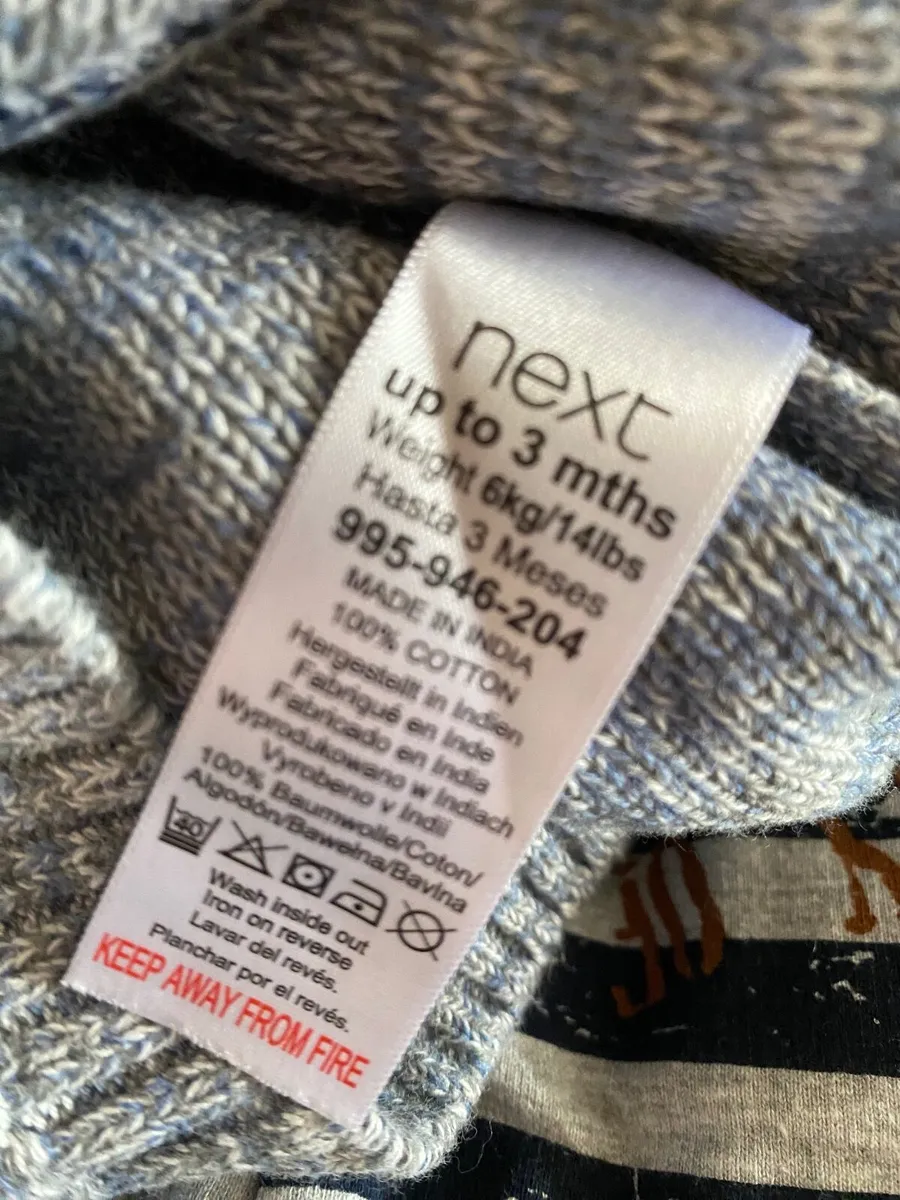 next
up to 3 mths
Weight 6kg/14lbs
Hasta 3 Meses
995-946-204
MADE IN INDIA
100% COTTON
Hergestellt in Indien
Fabriqué en Inde
Fabricado en India
Wyprodukowano w Indiach
Vyrobeno v Indii
100% Baumwolle/Coton/
Algodón/Bawełna/Bavlna
40
Wash inside out
Iron on reverse
Lavar del revés.
Planchar por el revés.
KEEP AWAY FROM FIRE